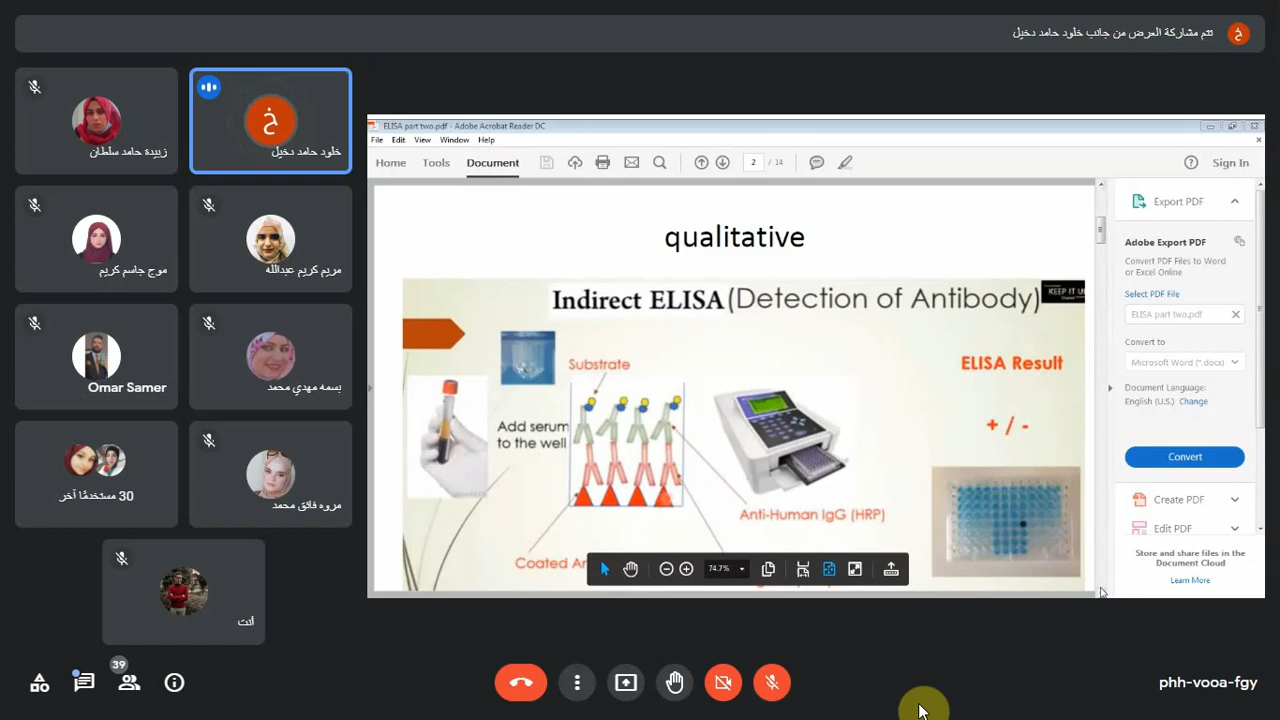 تتم مشاركة العرض من جانب خلود حامد دخيل
خ
زبيدة حامد سلطان
خ
خلود حامد دخيل
موج جاسم كريم
مريم كريم عبدالله
Omar Samer
بسمه مهدي محمد
30 مستخدمًا آخر
مروه فائق محمد
أنت
ELISA part two.pdf - Adobe Acrobat Reader DC
File Edit View Window Help
Home Tools Document 2 / 14 Sign In
qualitative
Indirect ELISA (Detection of Antibody)
KEEP IT U
Substrate
Add serum
to the well
Anti-Human IgG (HRP)
ELISA Result
+ / -
74.7%
Export PDF
Adobe Export PDF
Convert PDF Files to Word
or Excel Online
Select PDF File
ELISA part two.pdf
Convert to
Microsoft Word (*.docx)
Document Language:
English (U.S.) Change
Convert
Create PDF
Edit PDF
Store and share files in the
Document Cloud
Learn More
39
phh-vooa-fgy